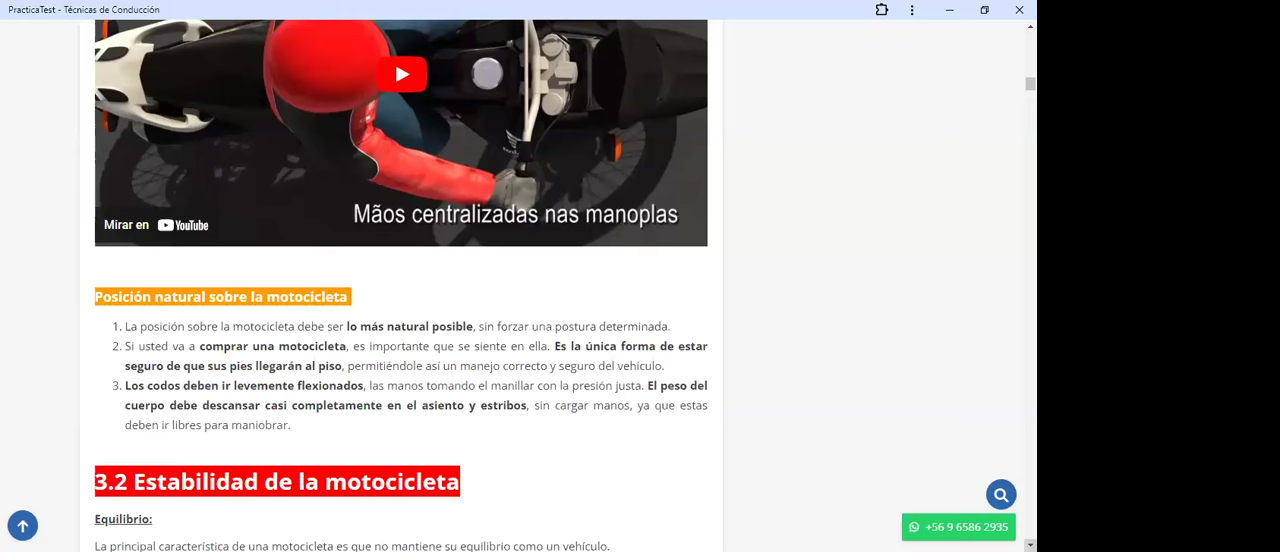 PracticaTest - Técnicas de Conducción
Mãos centralizadas nas manoplas
Mirar en YouTube
Posición natural sobre la motocicleta
1. La posición sobre la motocicleta debe ser lo más natural posible, sin forzar una postura determinada.
2. Si usted va a comprar una motocicleta, es importante que se siente en ella. Es la única forma de estar
seguro de que sus pies llegarán al piso, permitiéndole así un manejo correcto y seguro del vehículo.
3. Los codos deben ir levemente flexionados, las manos tomando el manillar con la presión justa. El peso del
cuerpo debe descansar casi completamente en el asiento y estribos, sin cargar manos, ya que estas
deben ir libres para maniobrar.
3.2 Estabilidad de la motocicleta
Equilibrio:
La principal característica de una motocicleta es que no mantiene su equilibrio como un vehículo.
+56 9 6586 2935